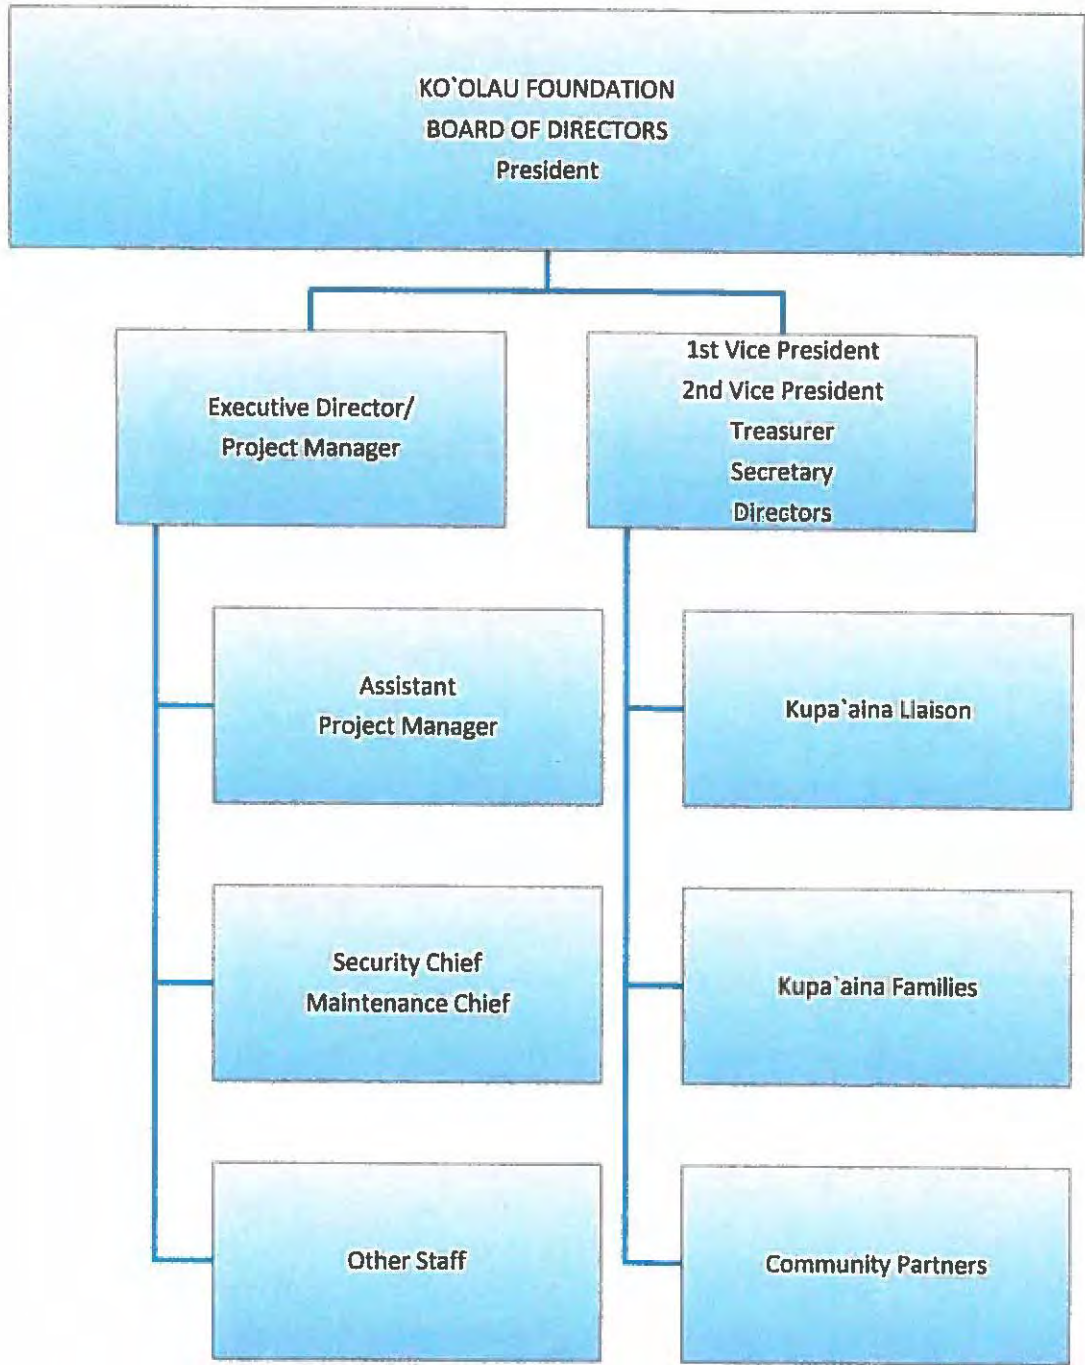 KO`OLAU FOUNDATION
BOARD OF DIRECTORS
President
Executive Director/
Project Manager
1st Vice President
2nd Vice President
Treasurer
Secretary
Directors
Assistant
Project Manager
Kupa`aina Liaison
Security Chief
Maintenance Chief
Kupa`aina Families
Other Staff
Community Partners